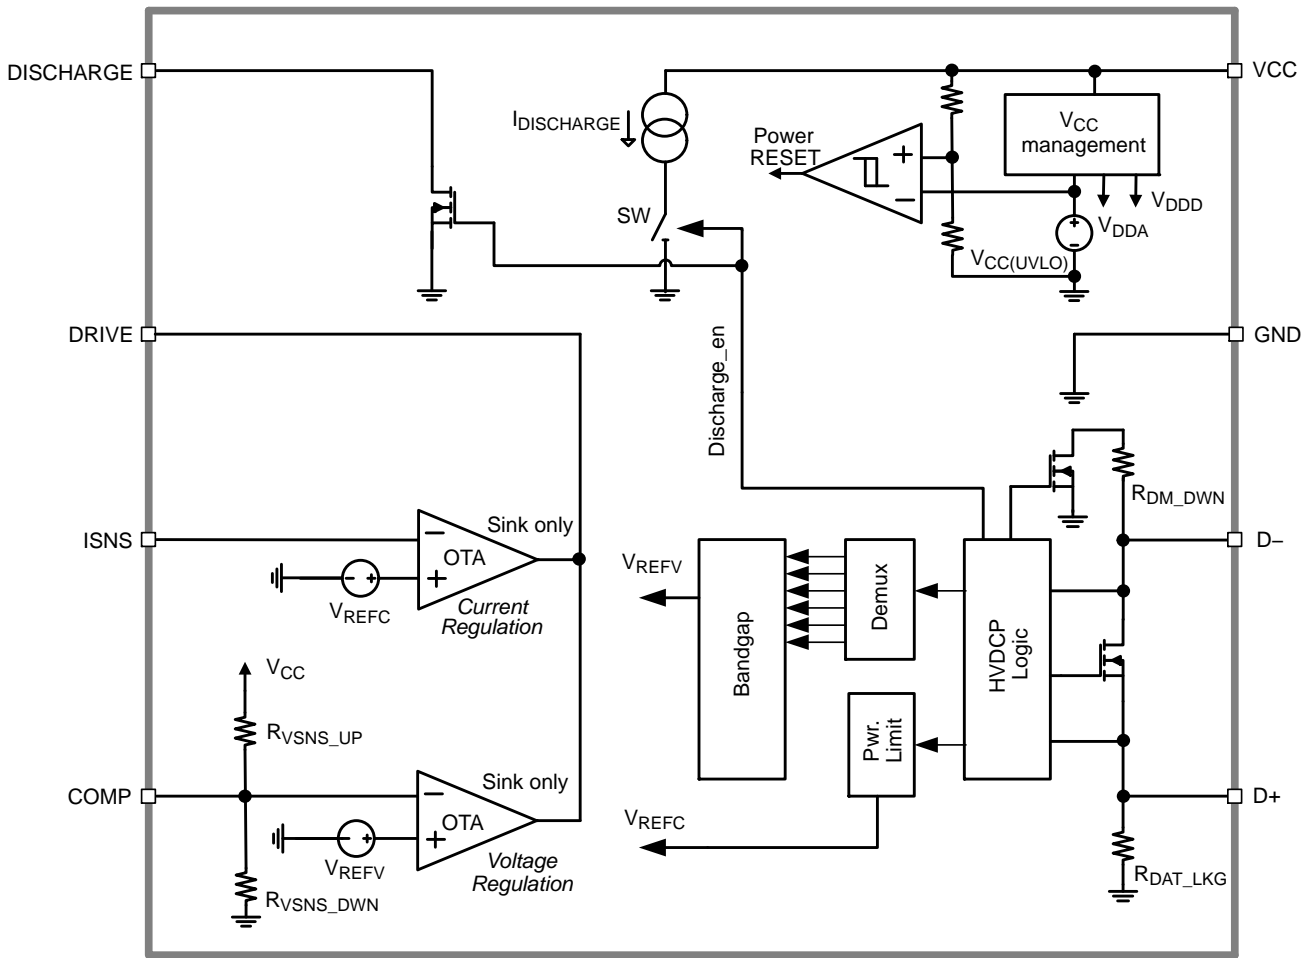 DISCHARGE
VCC
IDISCHARGE
Power
RESET
+
−
VCC
management
VDDD
VDDA
+
-
VCC(UVLO)
SW
DRIVE
GND
Discharge_en
RDM_DWN
ISNS
−
Sink only
OTA
+
- +
VREFC
Current
Regulation
D−
VREFV
Bandgap
Demux
HVDCP
Logic
VCC
RVSNS_UP
Pwr.
Limit
COMP
−
Sink only
OTA
+
- +
VREFV
Voltage
Regulation
RVSNS_DWN
VREFC
D+
RDAT_LKG